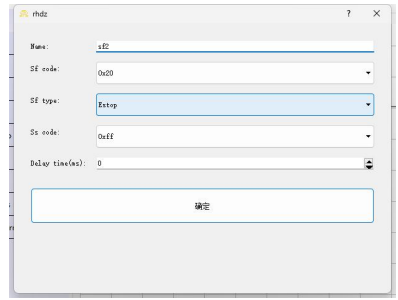 rhdz ? ×
Name: sf2
Sf code: 0x20
Sf type: Estop
Ss code: 0xff
Delay time(ms): 0
确定